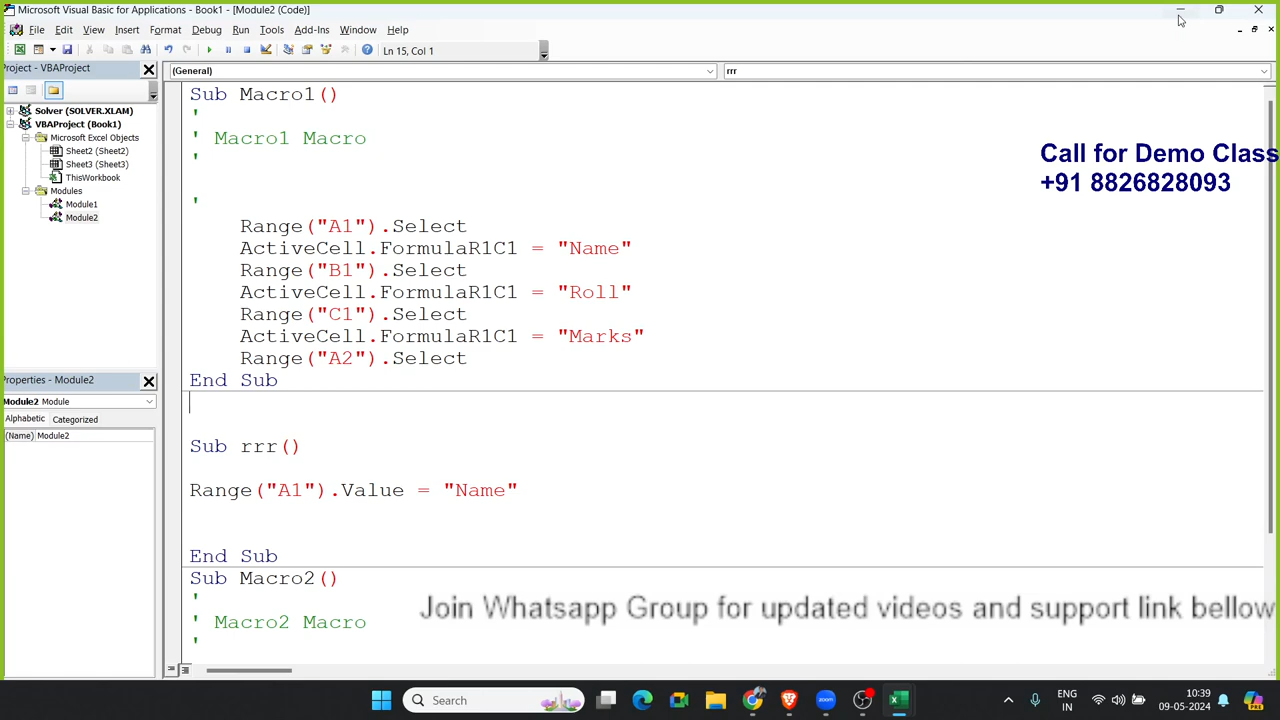 Microsoft Visual Basic for Applications - Book1 - [Module2 (Code)]
File Edit View Insert Format Debug Run Tools Add-Ins Window Help
Ln 15, Col 1
Project - VBAProject
(General)
rrr
Solver (SOLVER.XLAM)
VBAProject (Book1)
Microsoft Excel Objects
Sheet2 (Sheet2)
Sheet3 (Sheet3)
ThisWorkbook
Modules
Module1
Module2
Sub Macro1()
'
' Macro1 Macro
'
'
Range("A1").Select
ActiveCell.FormulaR1C1 = "Name"
Range("B1").Select
ActiveCell.FormulaR1C1 = "Roll"
Range("C1").Select
ActiveCell.FormulaR1C1 = "Marks"
Range("A2").Select
End Sub
Sub rrr()
Range("A1").Value = "Name"
End Sub
Sub Macro2()
'
' Macro2 Macro
'
Call for Demo Class
+91 8826828093
Join Whatsapp Group for updated videos and support link bellow
Properties - Module2
Module2 Module
Alphabetic Categorized
(Name) Module2
Search
zoom
ENG
IN
10:39
09-05-2024